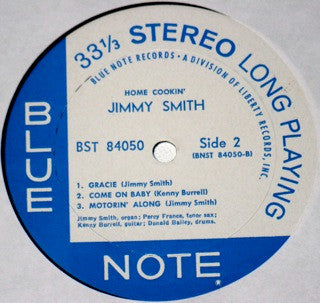 33⅓ STEREO LONG PLAYING
BLUE NOTE RECORDS • A DIVISION OF LIBERTY RECORDS, INC.
HOME COOKIN'
JIMMY SMITH
BST 84050
Side 2
(BNST 84050-B)
1. GRACIE (Jimmy Smith)
2. COME ON BABY (Kenny Burrell)
3. MOTORIN' ALONG (Jimmy Smith)
Jimmy Smith, organ; Percy France, tenor sax;
Kenny Burrell, guitar; Donald Bailey, drums.
BLUE
NOTE